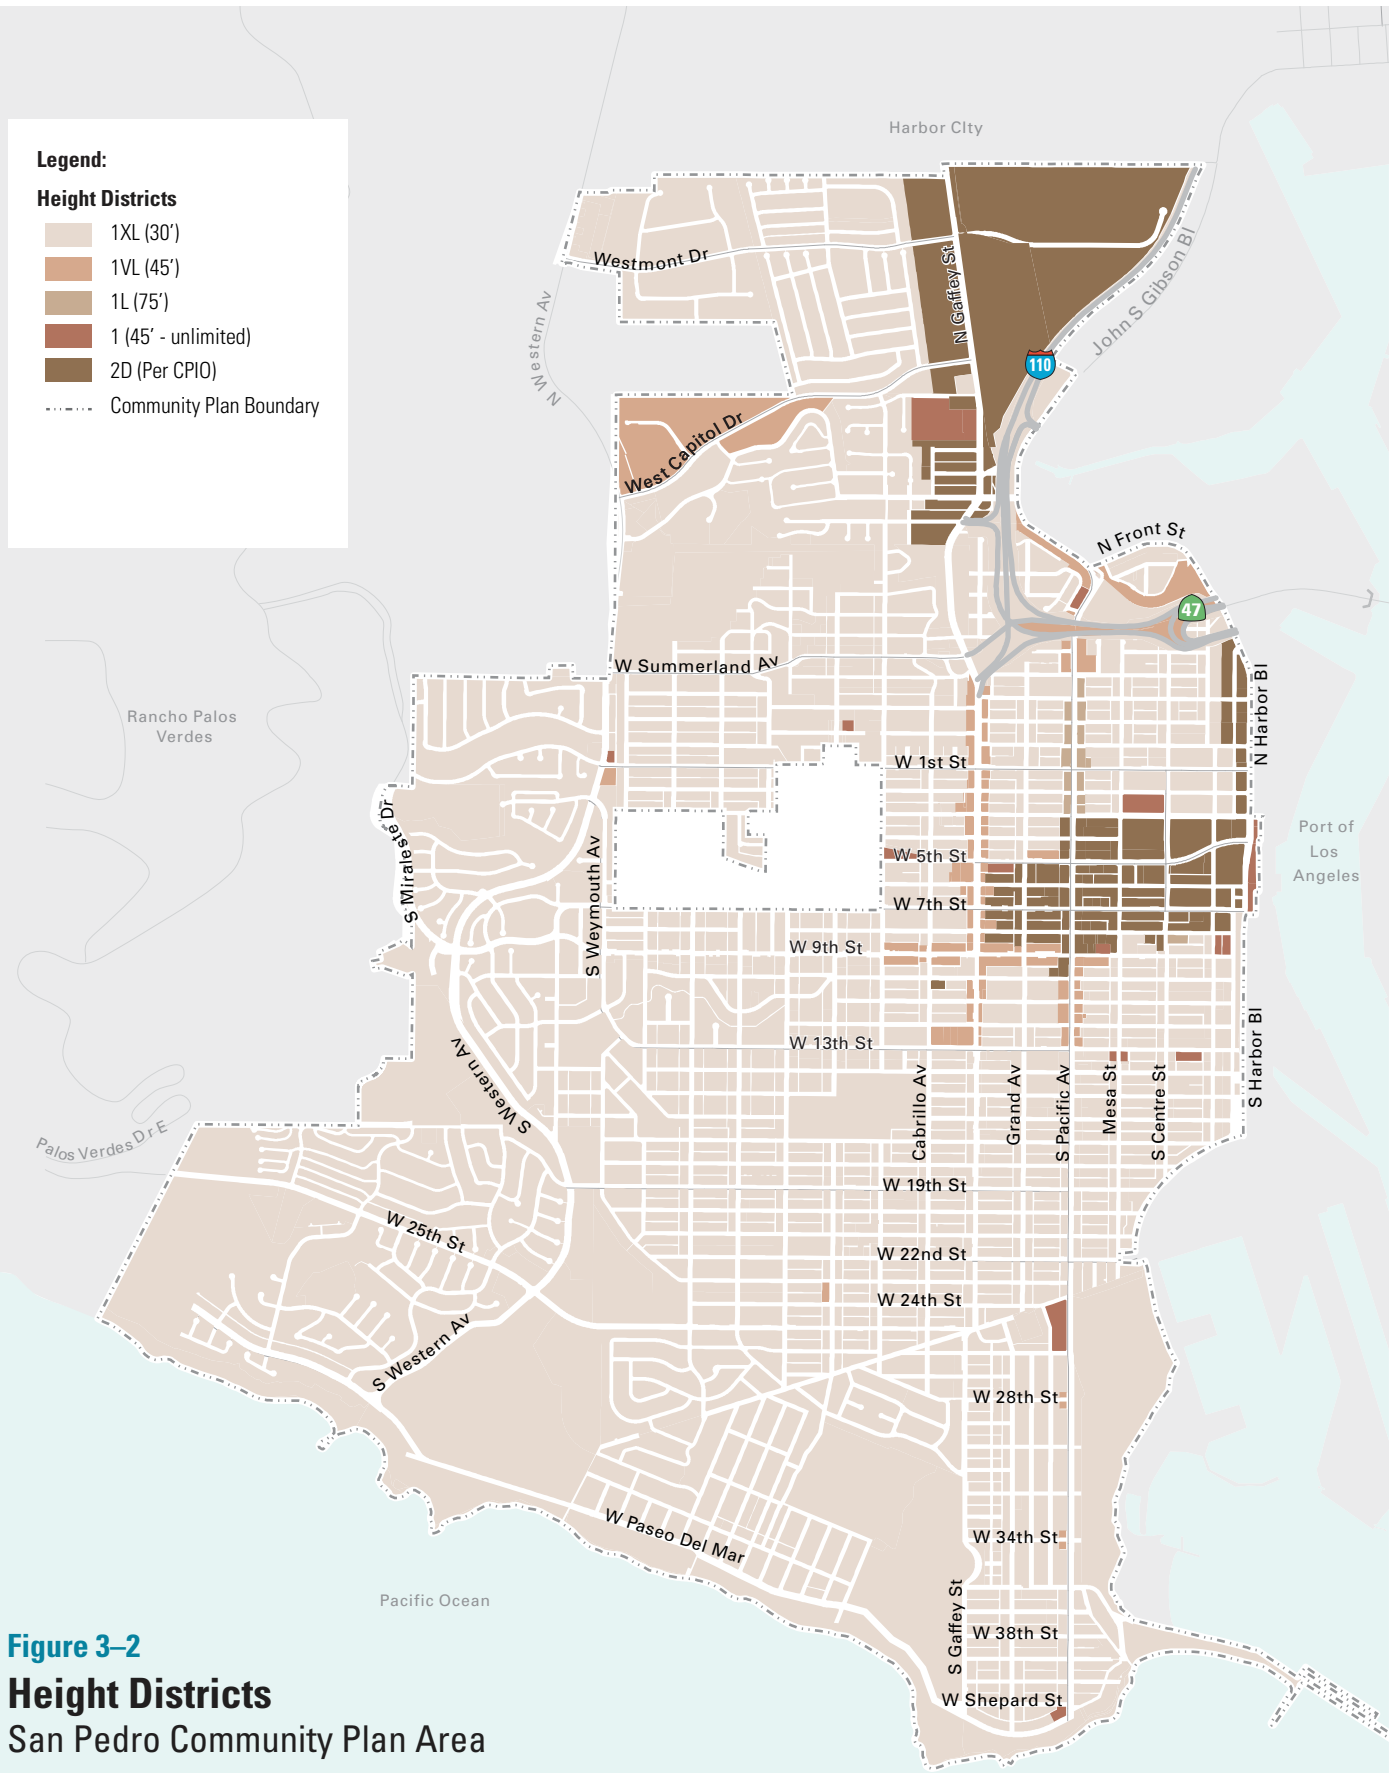 Harbor CIty
Legend:
Height Districts
1XL (30′)
1VL (45′)
1L (75′)
1 (45′ - unlimited)
2D (Per CPIO)
Community Plan Boundary
Westmont Dr
N Gaffey St
John S Gibson Bl
N Western Av
110
West Capitol Dr
N Front St
47
W Summerland Av
N Harbor Bl
Rancho Palos
Verdes
W 1st St
S Miraleste Dr
S Weymouth Av
W 5th St
Port of
Los
Angeles
W 7th St
W 9th St
W 13th St
S Western Av
Cabrillo Av
Grand Av
S Pacific Av
Mesa St
S Centre St
S Harbor Bl
Palos Verdes Dr E
W 19th St
W 25th St
W 22nd St
W 24th St
S Western Av
W 28th St
W Paseo Del Mar
W 34th St
Pacific Ocean
S Gaffey St
W 38th St
W Shepard St
Figure 3–2
Height Districts
San Pedro Community Plan Area